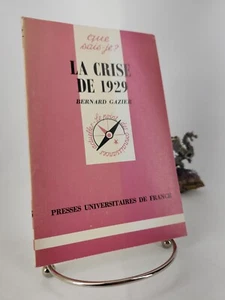 que
sais-je?
LA CRISE
DE 1929
BERNARD GAZIER
PRESSES UNIVERSITAIRES DE FRANCE